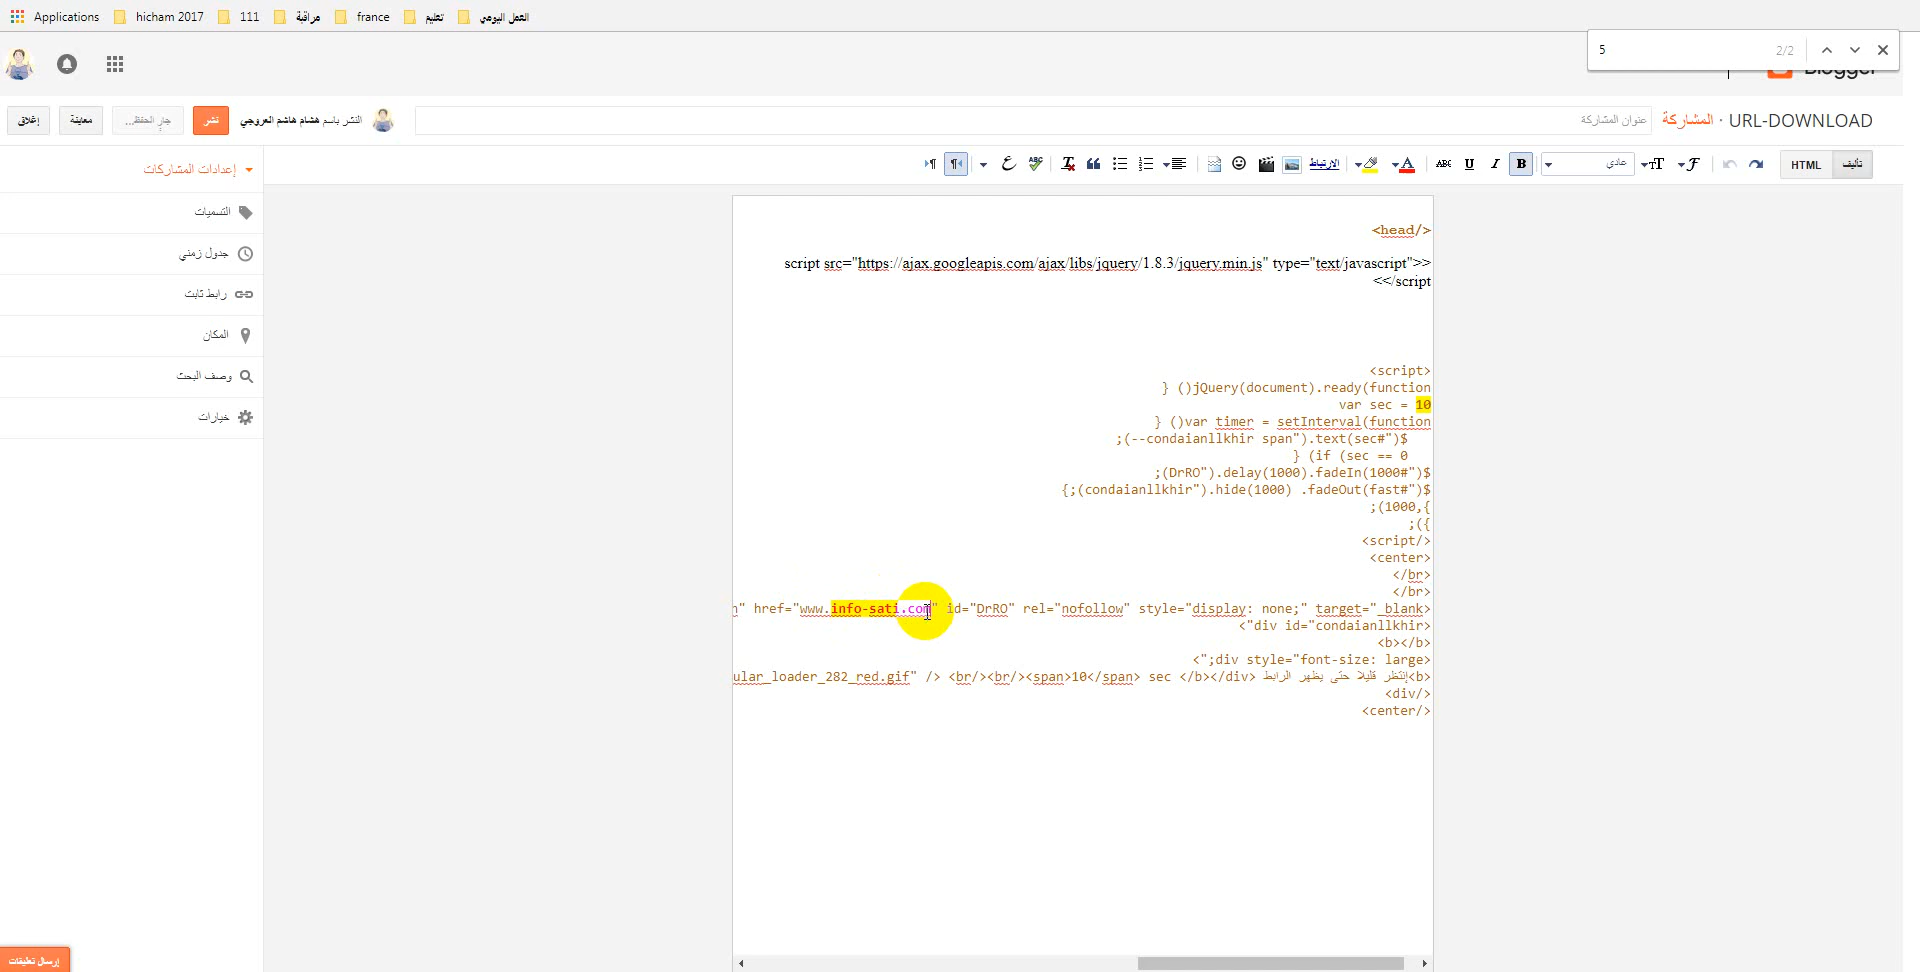 Applications hicham 2017 111 مراقبة france تعليم العمل اليومي
5 2/2
Blogger
URL-DOWNLOAD · المشاركة عنوان المشاركة النشر باسم هشام هاشم العروجي نشر جارٍ الحفظ... معاينة إغلاق
تأليف HTML عادي B I U ABC الارتباط
إعدادات المشاركات
التسميات
جدول زمني
رابط ثابت
المكان
وصف البحث
خيارات
<head/>
script src="https://ajax.googleapis.com/ajax/libs/jquery/1.8.3/jquery.min.js" type="text/javascript">>
<</script
<script>
} ()jQuery(document).ready(function
var sec = 10
} ()var timer = setInterval(function
;(--condaianllkhir span").text(sec#")$
} (if (sec == 0
;(DrRO").delay(1000).fadeIn(1000#")$
{;(condaianllkhir").hide(1000) .fadeOut(fast#")$
;(1000,{
;({
<script/>
<center>
</br>
</br>
" href="www.info-sati.com" id="DrRO" rel="nofollow" style="display: none;" target="_blank>
<"div id="condaianllkhir>
<b></b>
<";div style="font-size: large>
ular_loader_282_red.gif" /> <br/><br/><span>10</span> sec </b></div> إنتظر قليلا حتى يظهر الرابط<b>
<div/>
<center/>
إرسال تعليقات